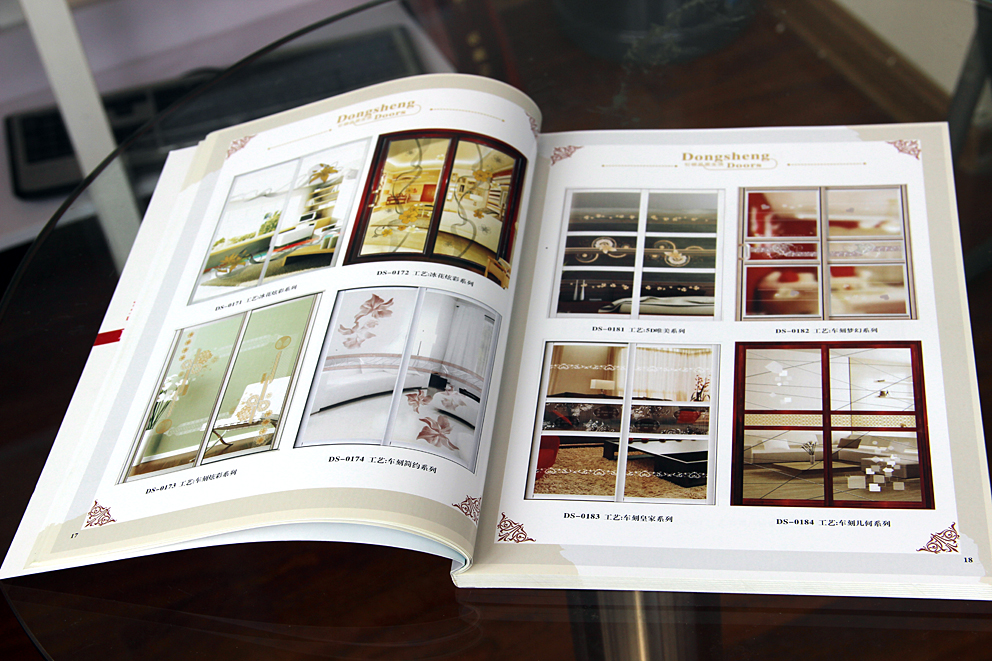 Dongsheng
Doors
DS-0171 工艺:冰花炫彩系列
DS-0172 工艺:冰花炫彩系列
DS-0173 工艺:车刻炫彩系列
DS-0174 工艺:车刻简约系列
17
Dongsheng
Doors
DS-0181 工艺:5D唯美系列
DS-0182 工艺:车刻梦幻系列
DS-0183 工艺:车刻皇家系列
DS-0184 工艺:车刻几何系列
18